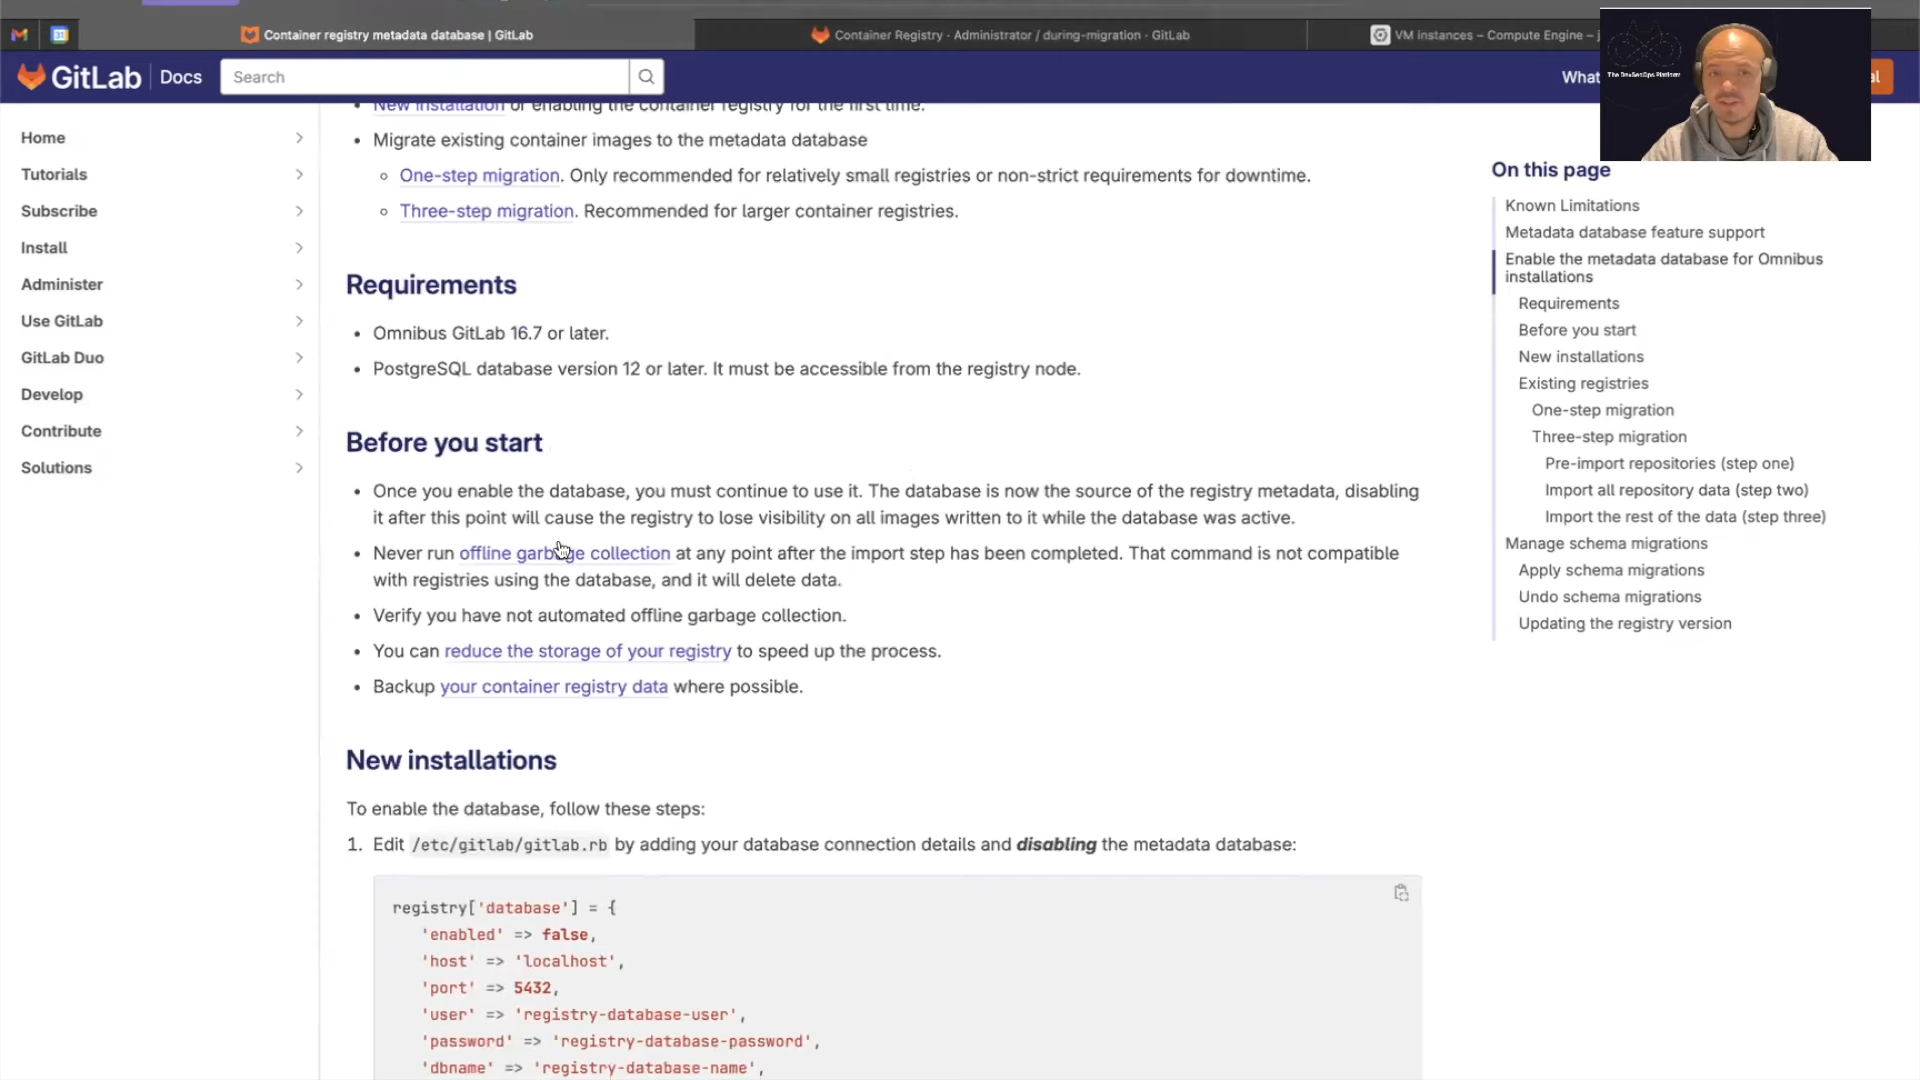 Container registry metadata database | GitLab
Container Registry · Administrator / during-migration · GitLab
VM instances – Compute Engine – j
GitLab Docs
Search
What
al
The DevSecOps Platform
Home
Tutorials
Subscribe
Install
Administer
Use GitLab
GitLab Duo
Develop
Contribute
Solutions
New installation or enabling the container registry for the first time.
• Migrate existing container images to the metadata database
One-step migration. Only recommended for relatively small registries or non-strict requirements for downtime.
Three-step migration. Recommended for larger container registries.
Requirements
• Omnibus GitLab 16.7 or later.
• PostgreSQL database version 12 or later. It must be accessible from the registry node.
Before you start
• Once you enable the database, you must continue to use it. The database is now the source of the registry metadata, disabling
it after this point will cause the registry to lose visibility on all images written to it while the database was active.
• Never run offline garbage collection at any point after the import step has been completed. That command is not compatible
with registries using the database, and it will delete data.
• Verify you have not automated offline garbage collection.
• You can reduce the storage of your registry to speed up the process.
• Backup your container registry data where possible.
New installations
To enable the database, follow these steps:
1. Edit /etc/gitlab/gitlab.rb by adding your database connection details and disabling the metadata database:
registry['database'] = {
'enabled' => false,
'host' => 'localhost',
'port' => 5432,
'user' => 'registry-database-user',
'password' => 'registry-database-password',
'dbname' => 'registry-database-name',
On this page
Known Limitations
Metadata database feature support
Enable the metadata database for Omnibus
installations
Requirements
Before you start
New installations
Existing registries
One-step migration
Three-step migration
Pre-import repositories (step one)
Import all repository data (step two)
Import the rest of the data (step three)
Manage schema migrations
Apply schema migrations
Undo schema migrations
Updating the registry version